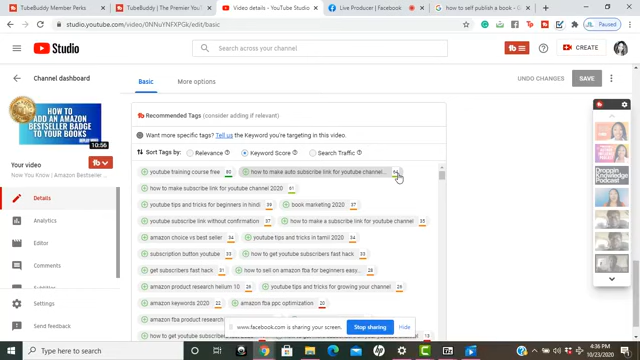 TubeBuddy Member Perks
TubeBuddy | The Premier YouT
Video details - YouTube Studio
Live Producer | Facebook
how to self publish a book - Go
studio.youtube.com/video/0NNuYNFXPGk/edit/basic
Paused
Studio
Search across your channel
CREATE
Channel dashboard
Basic
More options
UNDO CHANGES
SAVE
HOW TO
ADD AN AMAZON
BESTSELLER BADGE
TO YOUR BOOKS
10:56
Your video
How You Know | Amazon Bestseller
Details
Analytics
Editor
Comments
Subtitles
Settings
Send feedback
Recommended Tags (consider adding if relevant)
Want more specific tags? Tell us the Keyword you're targeting in this video.
Sort Tags by: Relevance Keyword Score Search Traffic
youtube training course free 80 how to make auto subscribe link for youtube channel...
how to make subscribe link for youtube channel 2020 61
youtube tips and tricks for beginners in hindi 39 book marketing 2020 37
youtube subscribe link without confirmation 37 how to make a subscribe link for youtube channel 35
amazon choice vs best seller 34 youtube tips and tricks in tamil 2020 34
subscription button youtube 33 how to get youtube subscribers fast hack 33
get subscribers fast hack 31 how to sell on amazon fba for beginners easy... 28
amazon product research helium 10 26 youtube tips and tricks for growing your channel 26
amazon keywords 2020 22 amazon fba ppc optimization 20
amazon fba product research
how to get youtube subscribers fast 18
Droppin
Knowledge
Podcast
www.facebook.com is sharing your screen.
Stop sharing
Hide
Type here to search
4:36 PM
10/23/2020